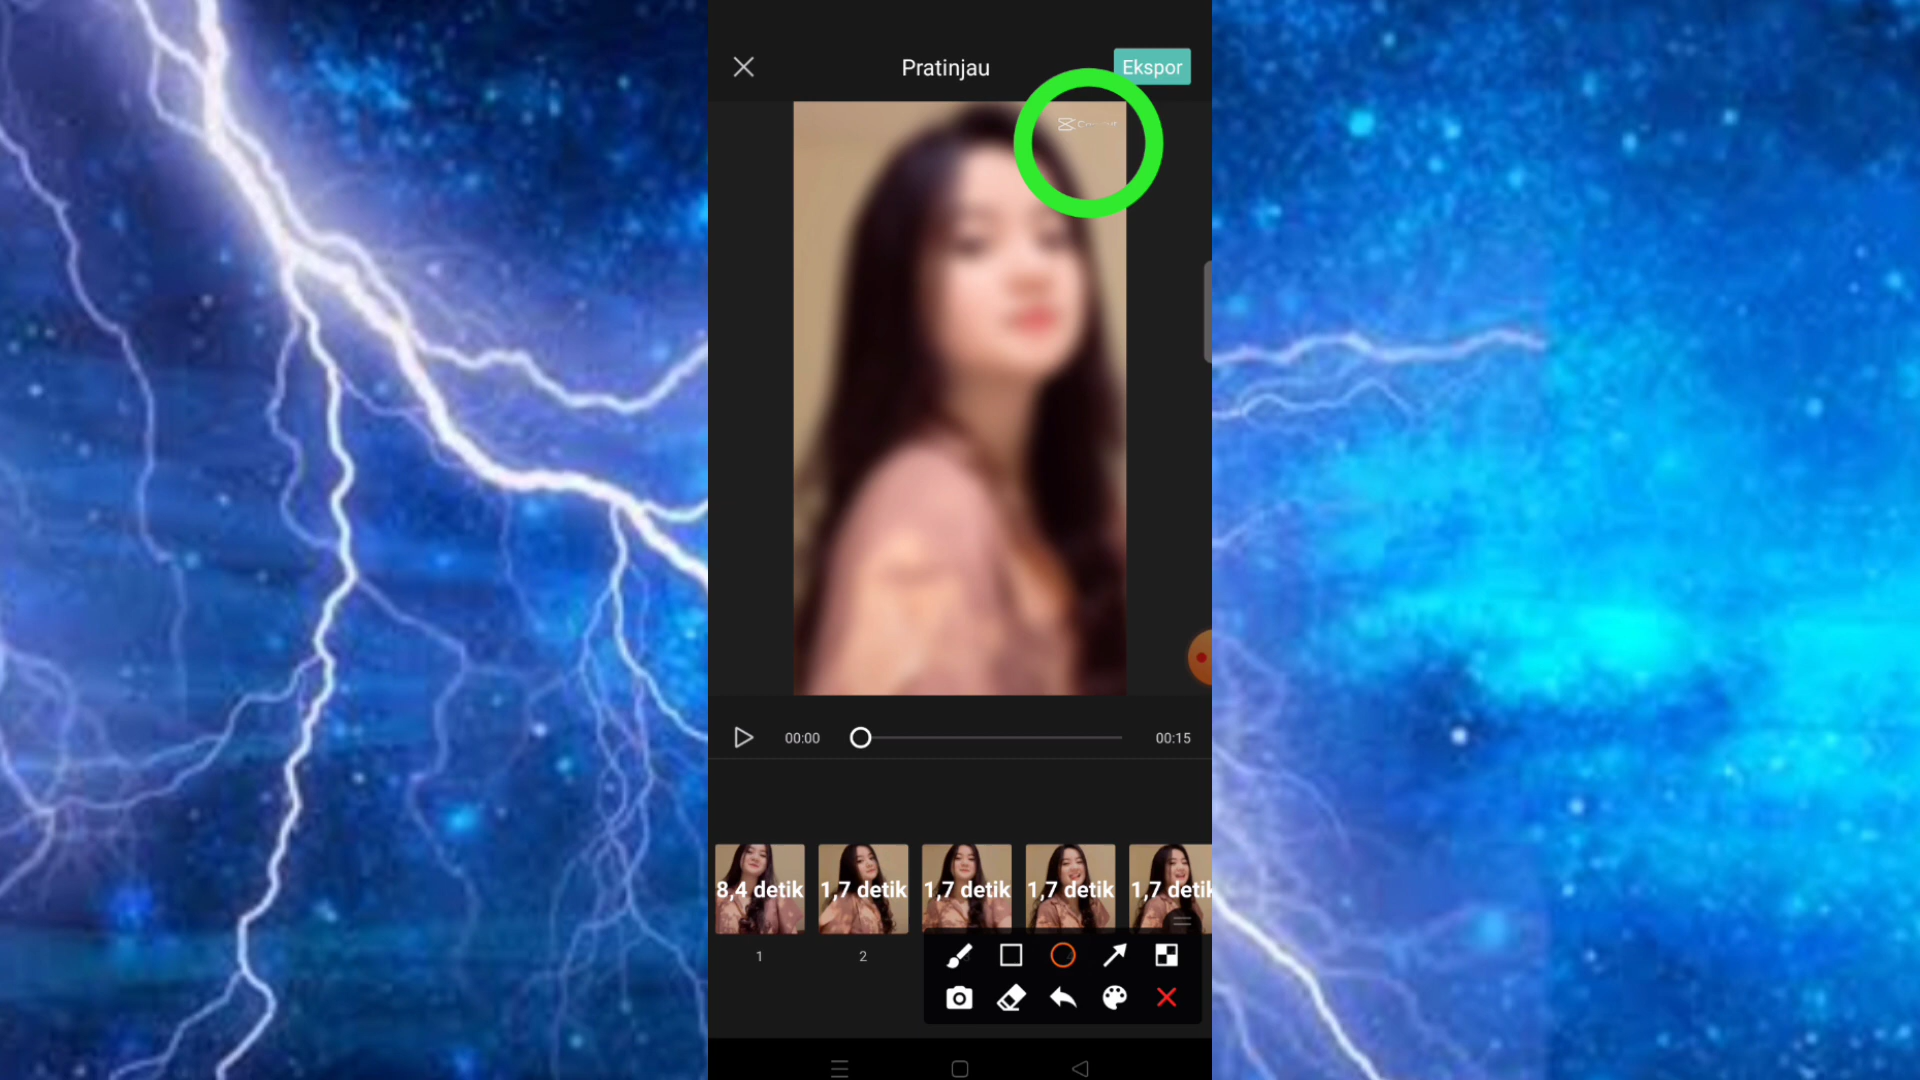 Pratinjau
Ekspor
CapCut
00:00
00:15
8,4 detik
1,7 detik
1,7 detik
1,7 detik
1,7 detik
1
2